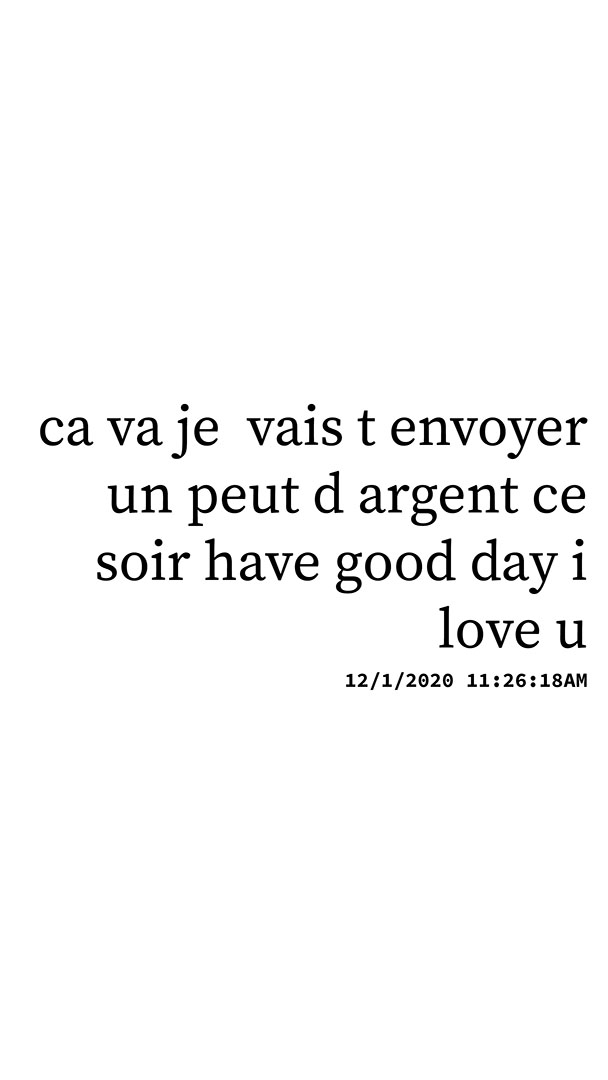 ca va je  vais t envoyer
un peut d argent ce
soir have good day i
love u
12/1/2020 11:26:18AM